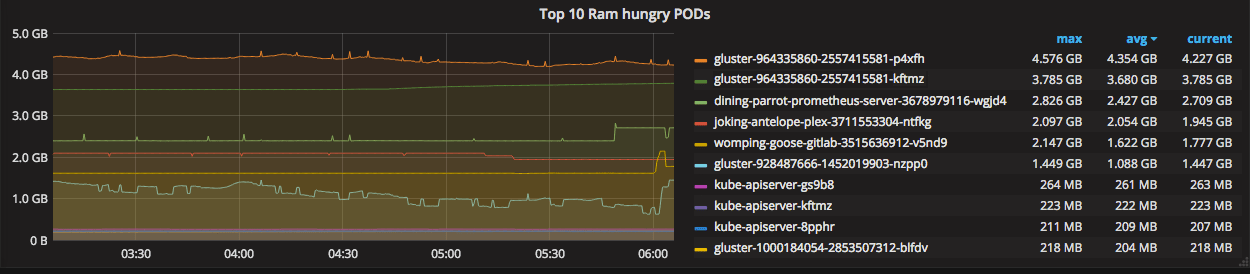 Top 10 Ram hungry PODs
5.0 GB
4.0 GB
3.0 GB
2.0 GB
1.0 GB
0 B
03:30 04:00 04:30 05:00 05:30 06:00
max avg current
gluster-964335860-2557415581-p4xfh 4.576 GB 4.354 GB 4.227 GB
gluster-964335860-2557415581-kftmz 3.785 GB 3.680 GB 3.785 GB
dining-parrot-prometheus-server-3678979116-wgjd4 2.826 GB 2.427 GB 2.709 GB
joking-antelope-plex-3711553304-ntfkg 2.097 GB 2.054 GB 1.945 GB
womping-goose-gitlab-3515636912-v5nd9 2.147 GB 1.622 GB 1.777 GB
gluster-928487666-1452019903-nzpp0 1.449 GB 1.088 GB 1.447 GB
kube-apiserver-gs9b8 264 MB 261 MB 263 MB
kube-apiserver-kftmz 223 MB 222 MB 223 MB
kube-apiserver-8pphr 211 MB 209 MB 207 MB
gluster-1000184054-2853507312-blfdv 218 MB 204 MB 218 MB